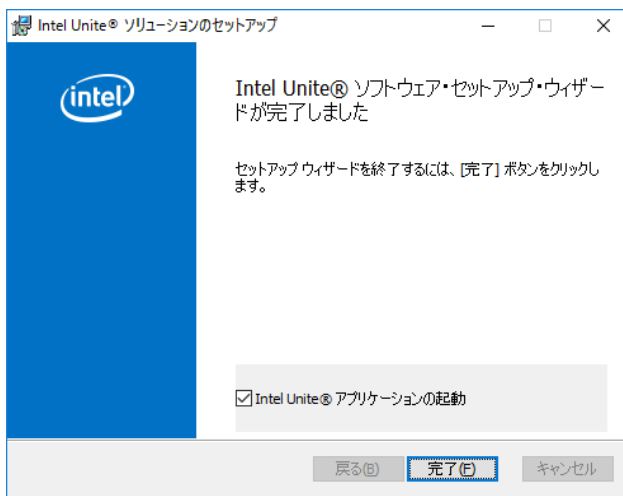 Intel Unite® ソリューションのセットアップ
intel
Intel Unite® ソフトウェア・セットアップ・ウィザー
ドが完了しました
セットアップ ウィザードを終了するには、[完了] ボタンをクリックし
ます。
Intel Unite® アプリケーションの起動
戻る(B)
完了(F)
キャンセル